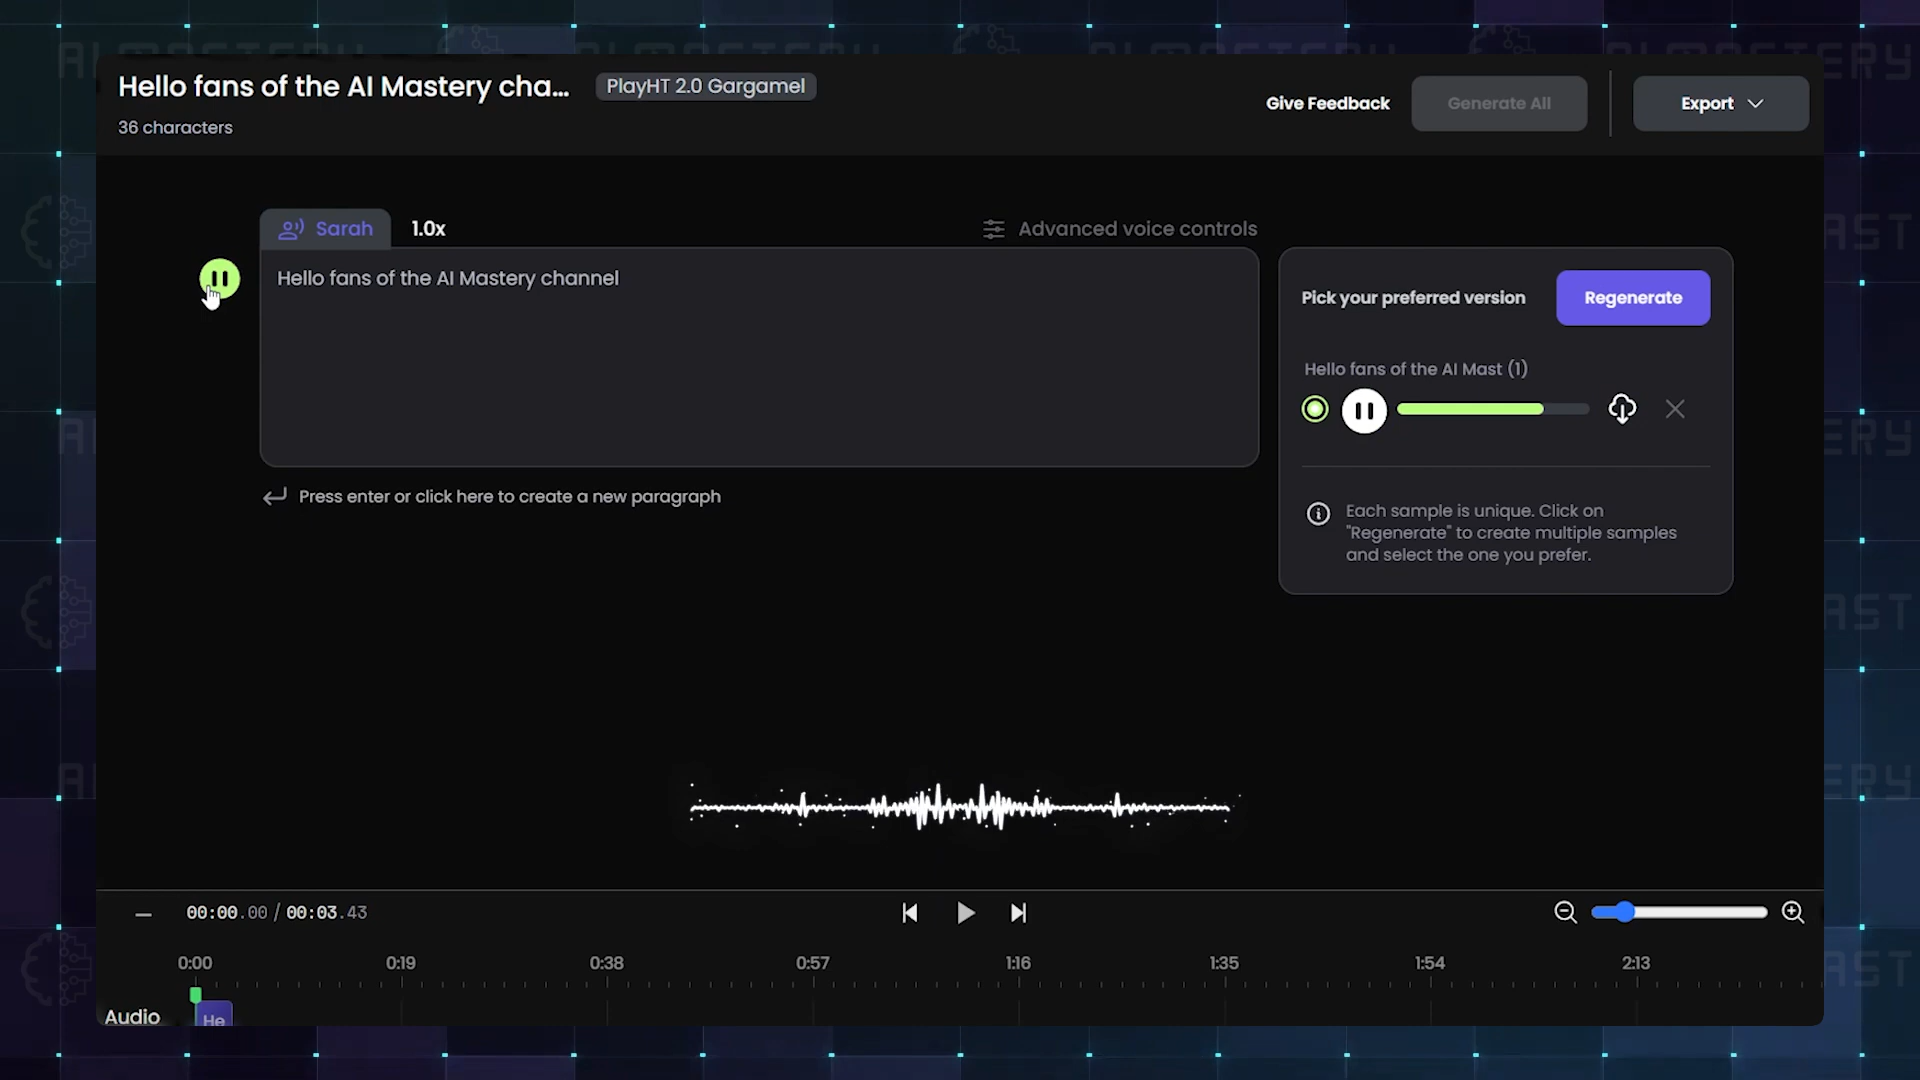 AI MASTERY
Hello fans of the AI Mastery cha...
PlayHT 2.0 Gargamel
36 characters
Give Feedback
Generate All
Export
Sarah
1.0x
Advanced voice controls
Hello fans of the AI Mastery channel
Pick your preferred version
Regenerate
Hello fans of the AI Mast (1)
Each sample is unique. Click on
"Regenerate" to create multiple samples
and select the one you prefer.
Press enter or click here to create a new paragraph
00:00.00 / 00:03.43
0:00
0:19
0:38
0:57
1:16
1:35
1:54
2:13
Audio
He